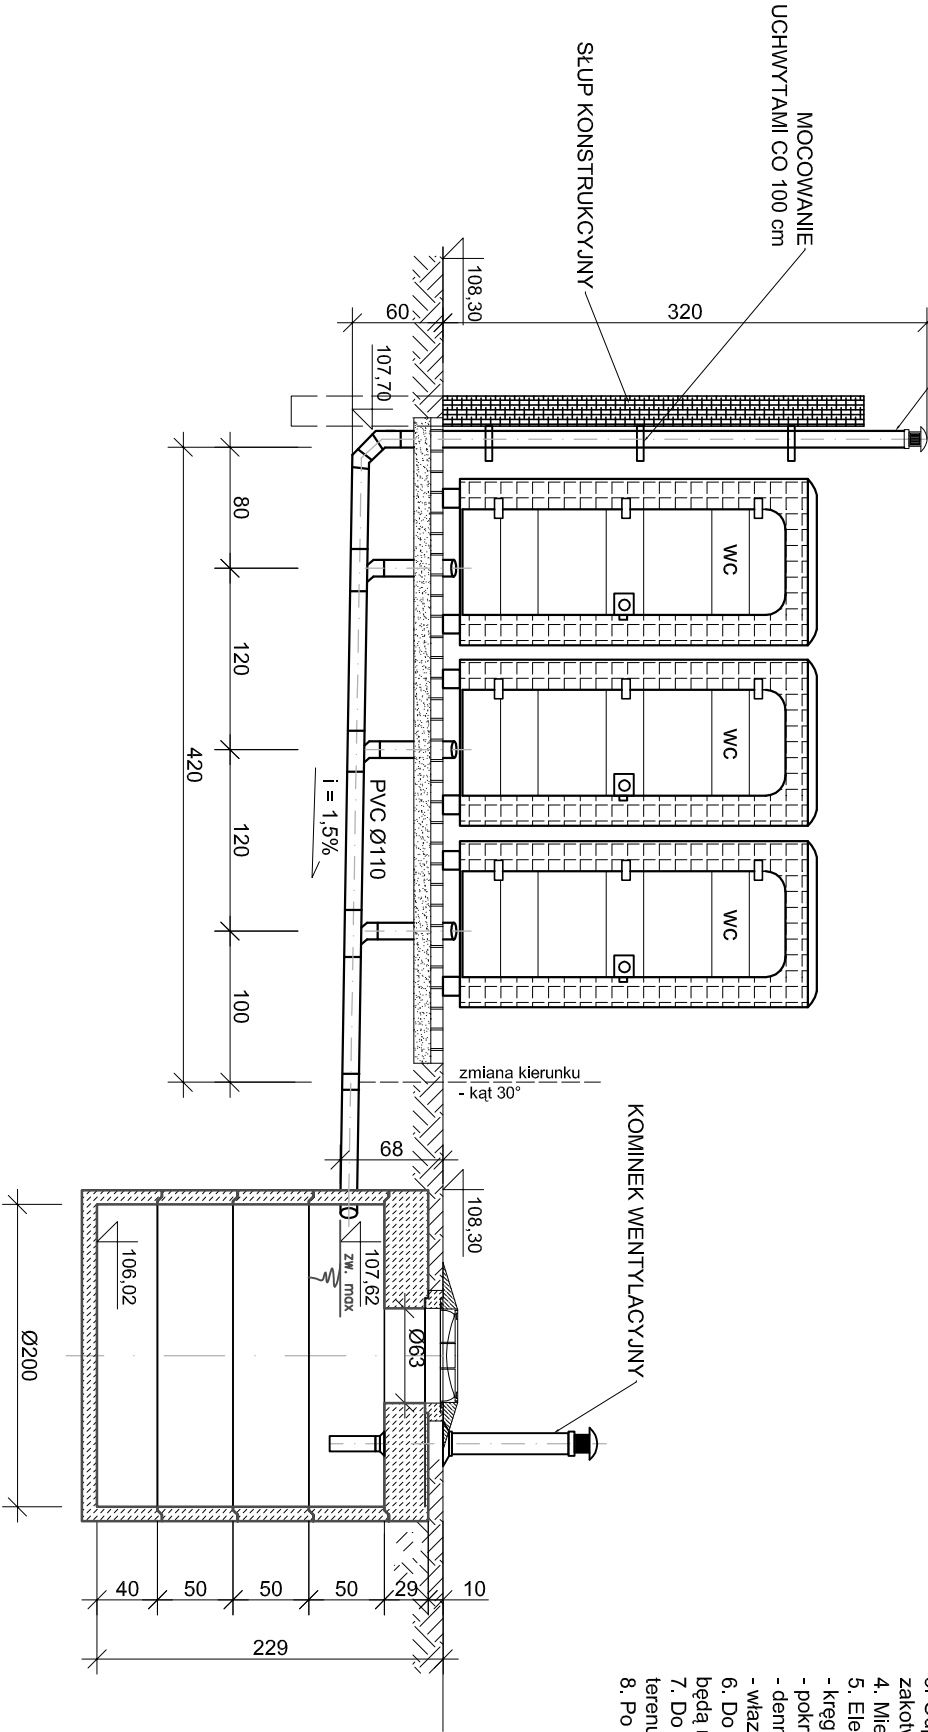 MOCOWANIE
UCHWYTAMI CO 100 cm
SŁUP KONSTRUKCYJNY
108,30
320
60
107,70
WC
WC
WC
80
120
120
100
420
PVC Ø110
i = 1,5%
zmiana kierunku
- kąt 30°
KOMINEK WENTYLACYJNY
68
108,30
107,62
zw. max
106,02
Ø63
Ø200
40
50
50
50
29
10
229
zakotw
4. Mie
5. Ele
- kręg
- pokr
- denn
- właz
6. Do
będą
7. Do
terenu
8. Po